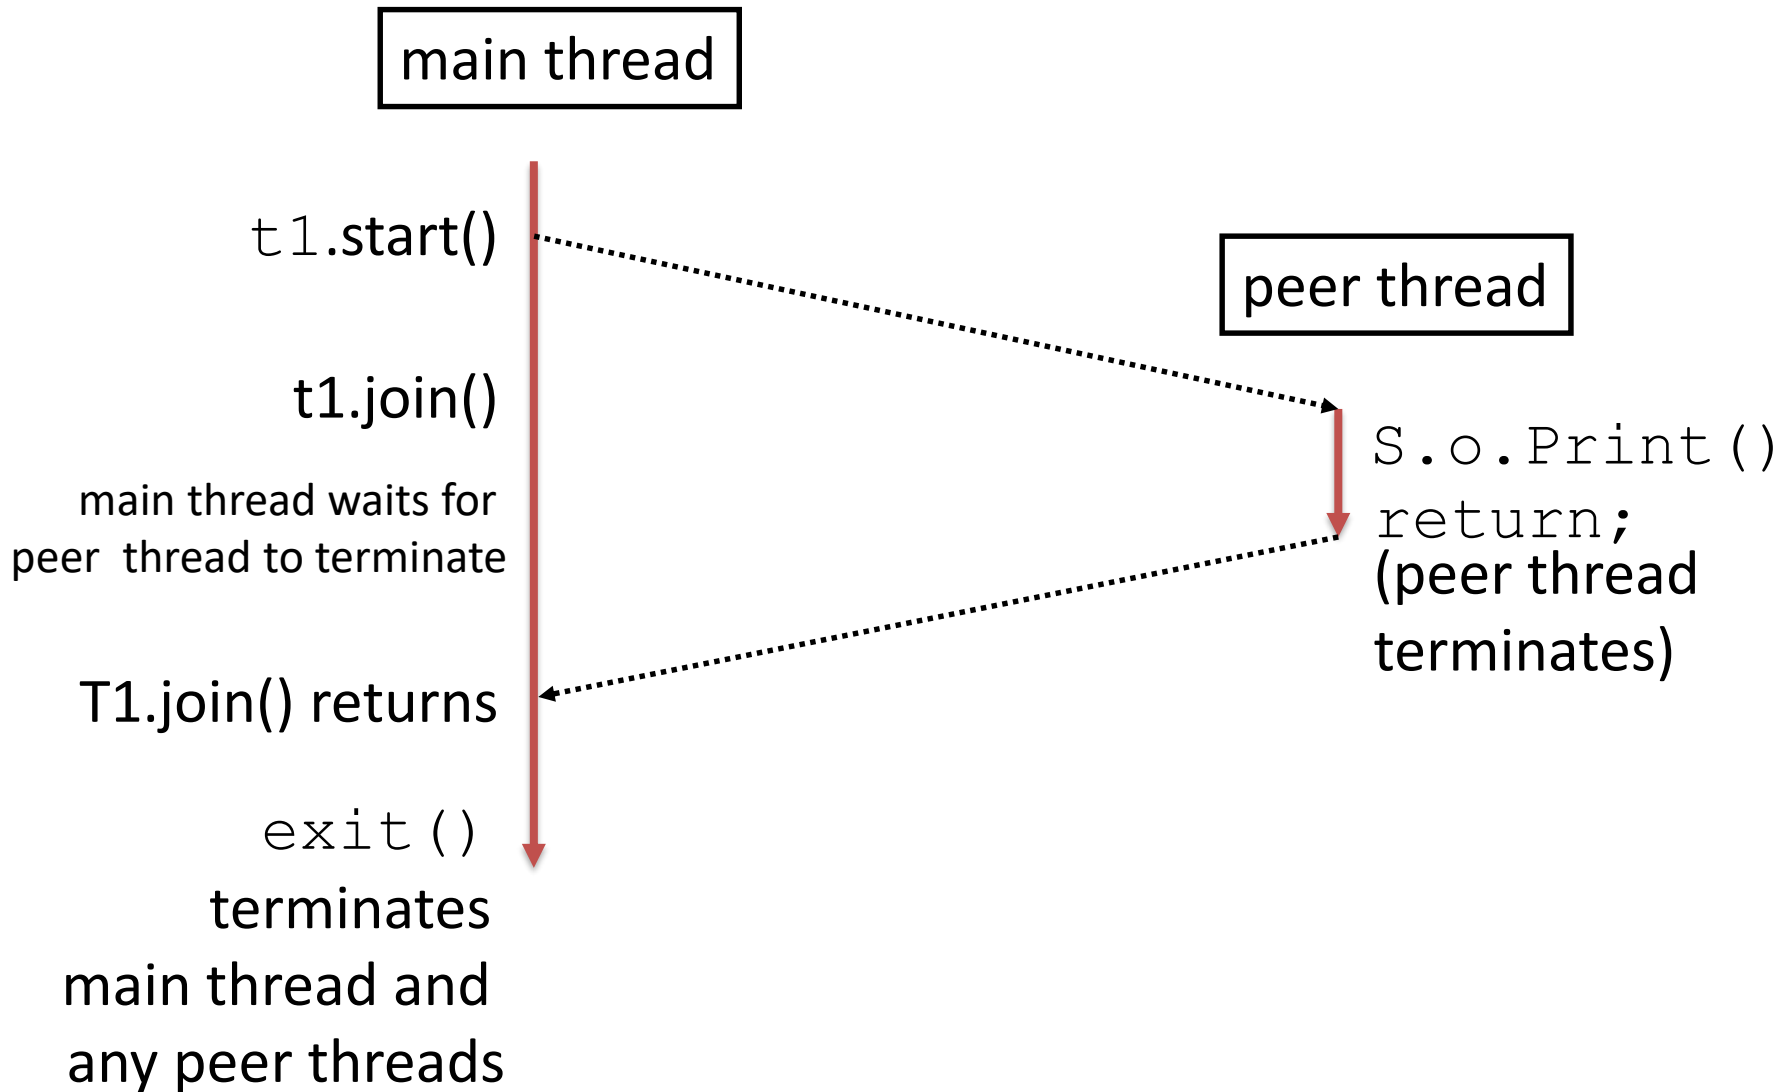 main thread
t1.start()
peer thread
t1.join()
S.o.Print()
main thread waits for
return;
peer thread to terminate
(peer thread
terminates)
T1.join() returns
exit()
terminates
main thread and
any peer threads